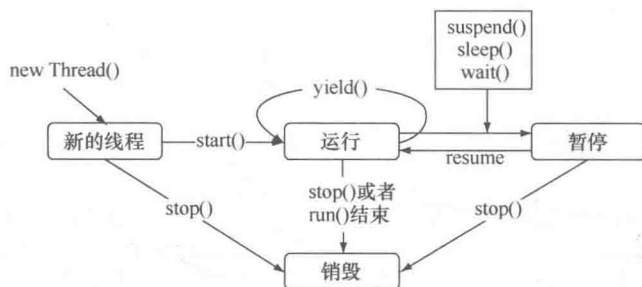 suspend()
sleep()
wait()
new Thread()
yield()
新的线程
start()
运行
resume
暂停
stop()
stop()或者
run()结束
stop()
销毁